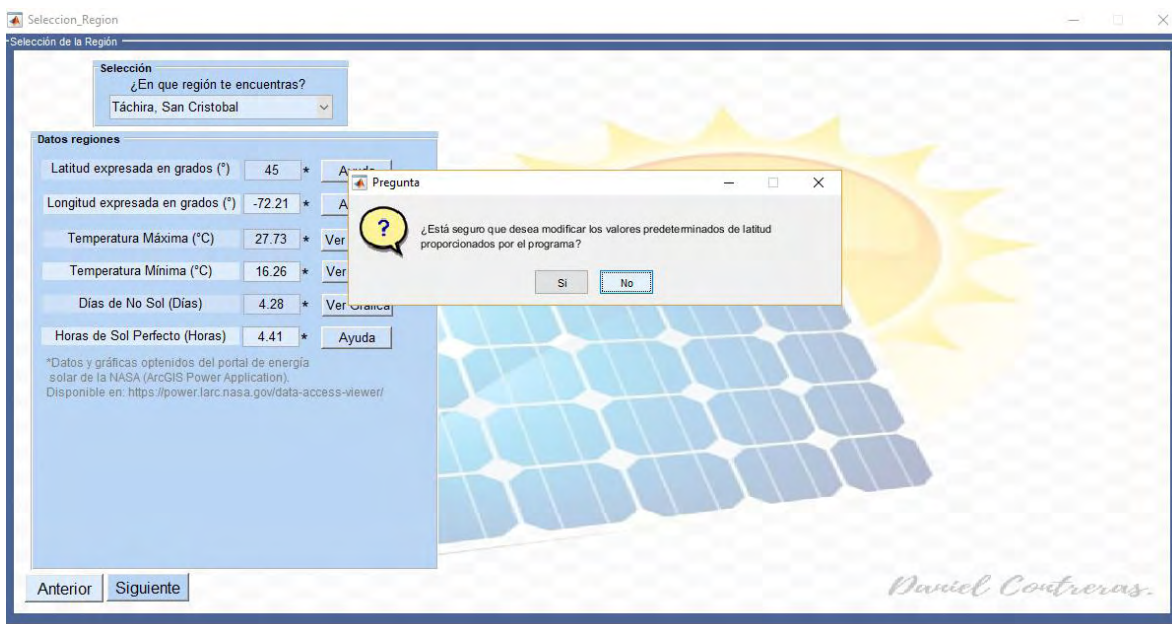 Seleccion_Region
Selección de la Región
Selección
¿En que región te encuentras?
Táchira, San Cristobal
Datos regiones
Latitud expresada en grados (°) 45 *
Longitud expresada en grados (°) -72.21 * A
Temperatura Máxima (°C) 27.73 * Ver
Temperatura Mínima (°C) 16.26 * Ver
Días de No Sol (Días) 4.28 * Ver Gráfica
Horas de Sol Perfecto (Horas) 4.41 * Ayuda
*Datos y gráficas optenidos del portal de energía
solar de la NASA (ArcGIS Power Application).
Disponible en: https://power.larc.nasa.gov/data-access-viewer/
Pregunta
?
¿Está seguro que desea modificar los valores predeterminados de latitud
proporcionados por el programa?
Si No
Anterior Siguiente
Daniel Contreras.